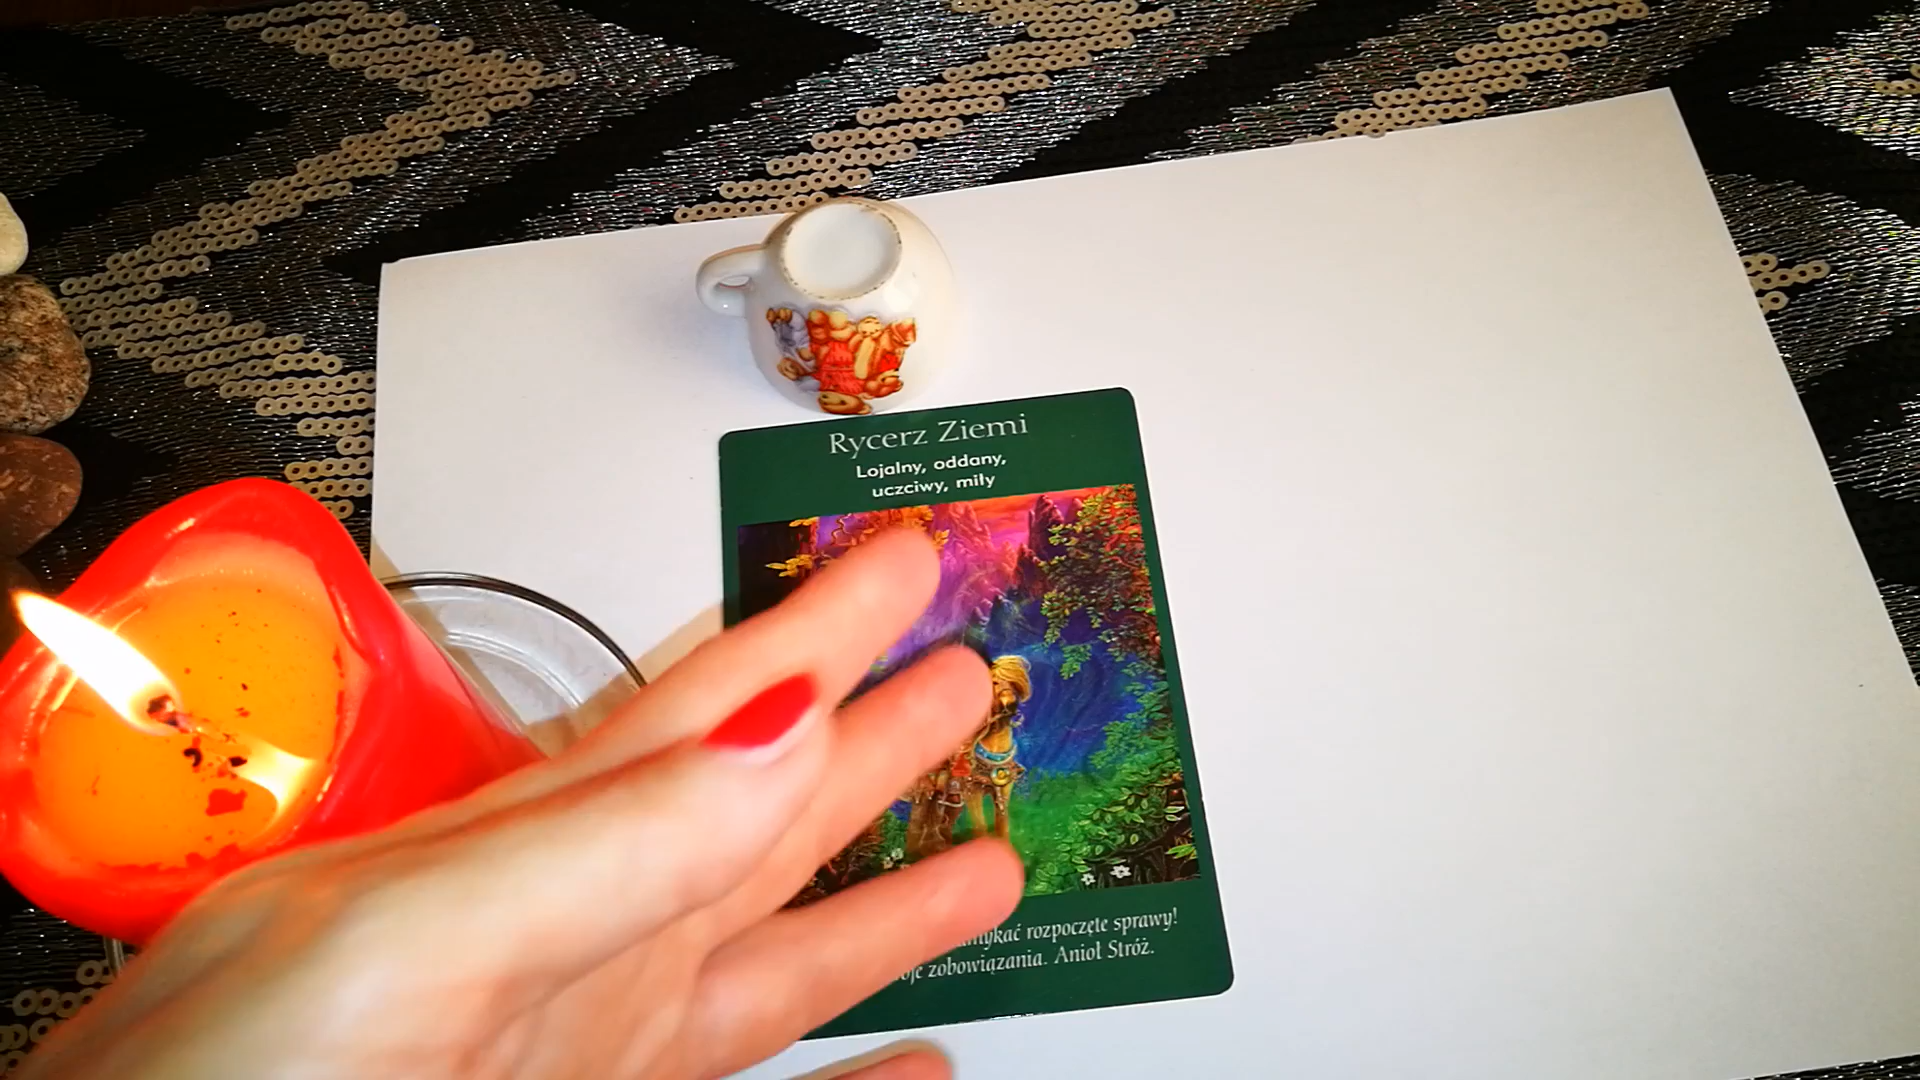 Rycerz Ziemi
Lojalny, oddany,
uczciwy, miły
rozpoczęte sprawy!
zobowiązania. Anioł Stróż.